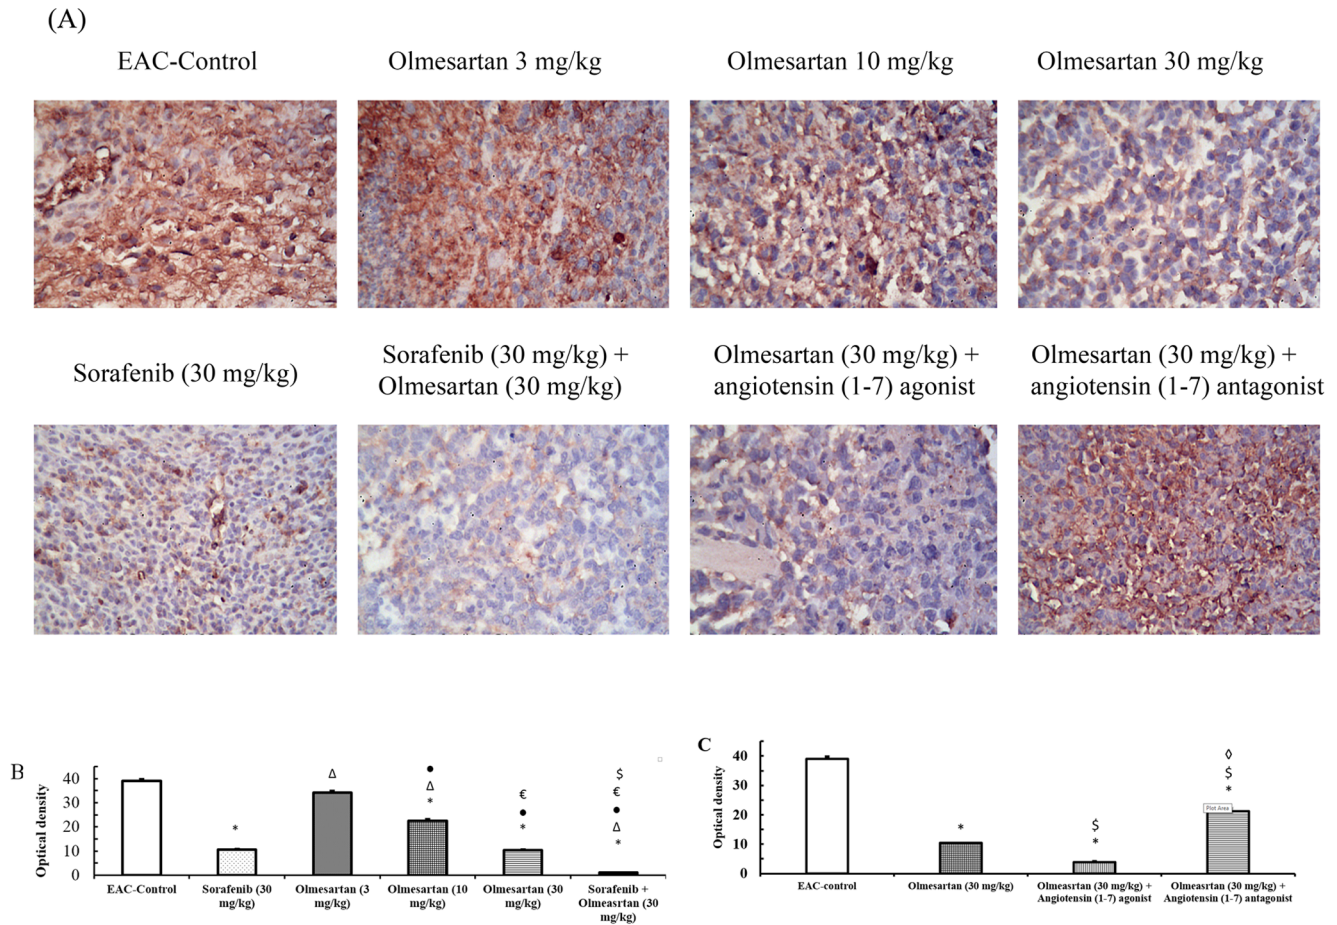 (A)
EAC-Control
Olmesartan 3 mg/kg
Olmesartan 10 mg/kg
Olmesartan 30 mg/kg
Sorafenib (30 mg/kg)
Sorafenib (30 mg/kg) +
Olmesartan (30 mg/kg)
Olmesartan (30 mg/kg) +
angiotensin (1-7) agonist
Olmesartan (30 mg/kg) +
angiotensin (1-7) antagonist
B
Optical density
40
30
20
10
0
*
Δ
●
Δ
*
€
●
*
$
€
●
Δ
*
EAC-Control
Sorafenib (30
mg/kg)
Olmesartan (3
mg/kg)
Olmesartan (10
mg/kg)
Olmesartan (30
mg/kg)
Sorafenib +
Olmeasrtan (30
mg/kg)
C
Optical density
40
30
20
10
0
*
$
*
◊
$
*
Plot Area
EAC-control
Olmesartan (30 mg/kg)
Olmeasrtan (30 mg/kg) +
Angiotensin (1-7) agonist
Olmeasrtan (30 mg/kg) +
Angiotensin (1-7) antagonist